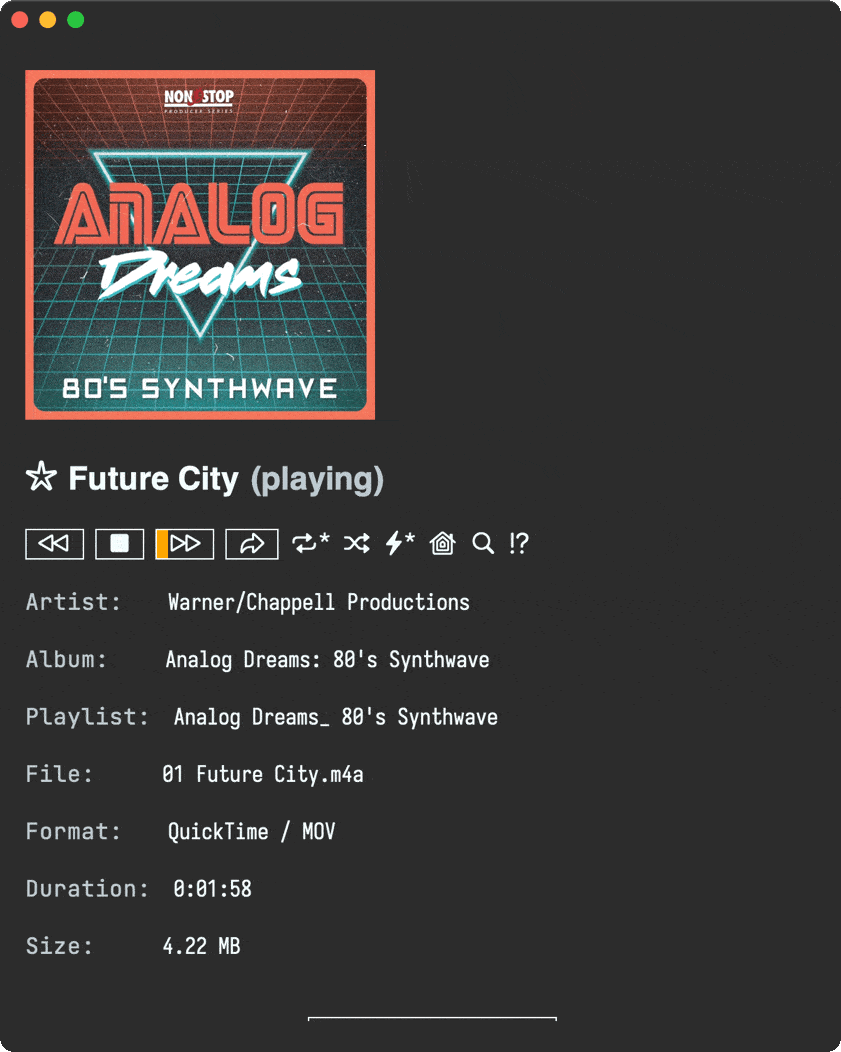 NON STOP
PRODUCER SERIES
ANALOG
Dreams
80'S SYNTHWAVE
☆ Future City (playing)
* * !?
Artist: Warner/Chappell Productions
Album: Analog Dreams: 80's Synthwave
Playlist: Analog Dreams_ 80's Synthwave
File: 01 Future City.m4a
Format: QuickTime / MOV
Duration: 0:01:58
Size: 4.22 MB